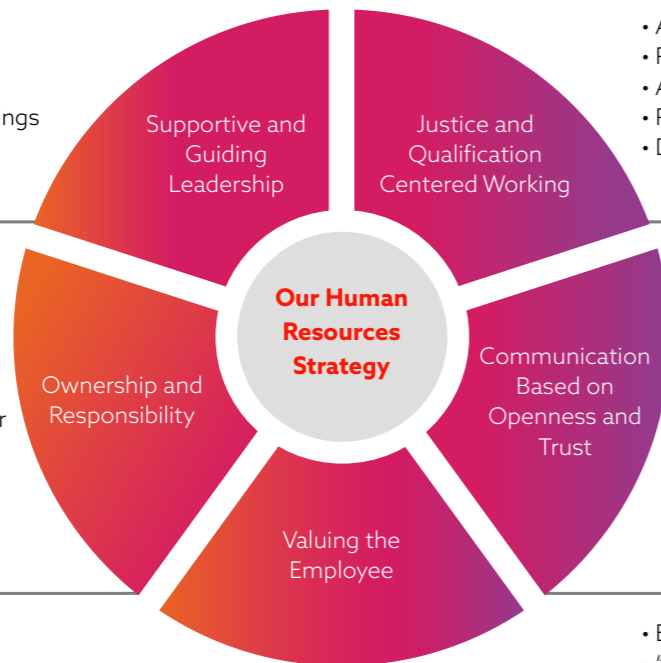 Supportive and
Guiding
Leadership
Justice and
Qualification
Centered Working
Our Human
Resources
Strategy
Ownership and
Responsibility
Communication
Based on
Openness and
Trust
Valuing the
Employee